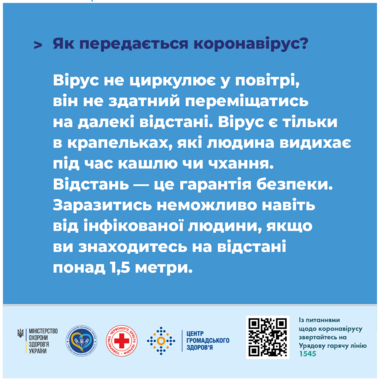 > Як передається коронавірус?
Вірус не циркулює у повітрі,
він не здатний переміщатись
на далекі відстані. Вірус є тільки
в крапельках, які людина видихає
під час кашлю чи чхання.
Відстань — це гарантія безпеки.
Заразитись неможливо навіть
від інфікованої людини, якщо
ви знаходитесь на відстані
понад 1,5 метри.
МІНІСТЕРСТВО
ОХОРОНИ
ЗДОРОВ'Я
УКРАЇНИ
ЦЕНТР
ГРОМАДСЬКОГО
ЗДОРОВ'Я
Із питаннями
щодо коронавірусу
звертайтесь на
Урядову гарячу лінію
1545